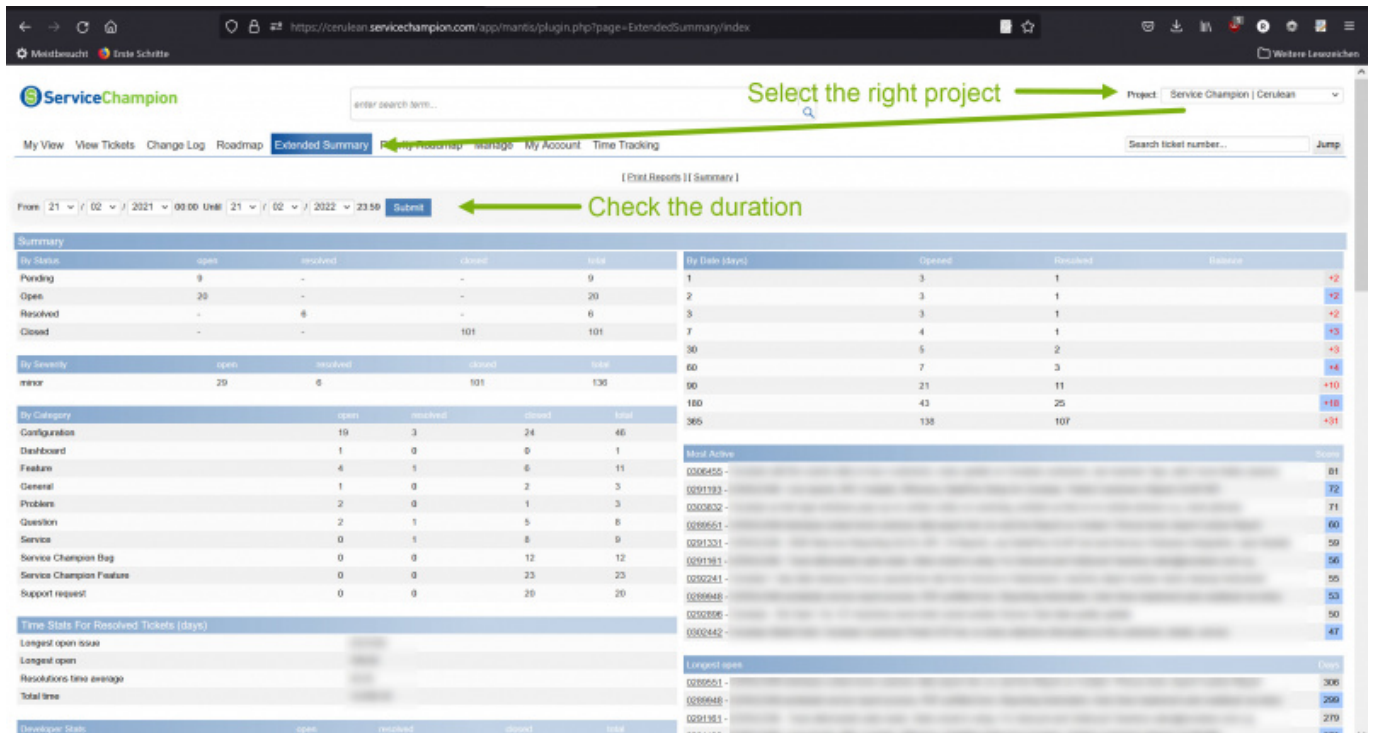 https://cerulean.servicechampion.com/app/mantis/plugin.php?page=ExtendedSummary/index
Meistbesucht Erste Schritte
Weitere Lesezeichen
ServiceChampion
enter search term...
Select the right project
Project: Service Champion | Cerulean
My View View Tickets Change Log Roadmap Extended Summary Roadmap Manage My Account Time Tracking
Search ticket number... Jump
[ Print Reports ] [ Summary ]
From 21 / 02 / 2021 00:00 Until 21 / 02 / 2022 23:59 Submit
Check the duration
Summary
By Status open resolved closed total
Pending 9 - - 9
Open 20 - - 20
Resolved - 6 - 6
Closed - - 101 101
By Severity open resolved closed total
minor 29 6 101 136
By Category open resolved closed total
Configuration 19 3 24 46
Dashboard 1 0 0 1
Feature 4 1 6 11
General 1 0 2 3
Problem 2 0 1 3
Question 2 1 5 8
Service 0 1 8 9
Service Champion Bug 0 0 12 12
Service Champion Feature 0 0 23 23
Support request 0 0 20 20
Time Stats For Resolved Tickets (days)
Longest open issue
Longest open
Resolutions time average
Total time
Developer Stats open resolved closed total
By Date (days) Opened Resolved Balance
1 3 1 +2
2 3 1 +2
3 3 1 +2
7 4 1 +3
30 5 2 +3
60 7 3 +4
90 21 11 +10
180 43 25 +18
365 138 107 +31
Most Active Score
0306455 - 81
0291193 - 72
0303832 - 71
0289551 - 60
0291331 - 59
0291161 - 56
0292241 - 55
0289948 - 53
0292896 - 50
0302442 - 47
Longest open Days
0289551 - 306
0289948 - 299
0291161 - 279